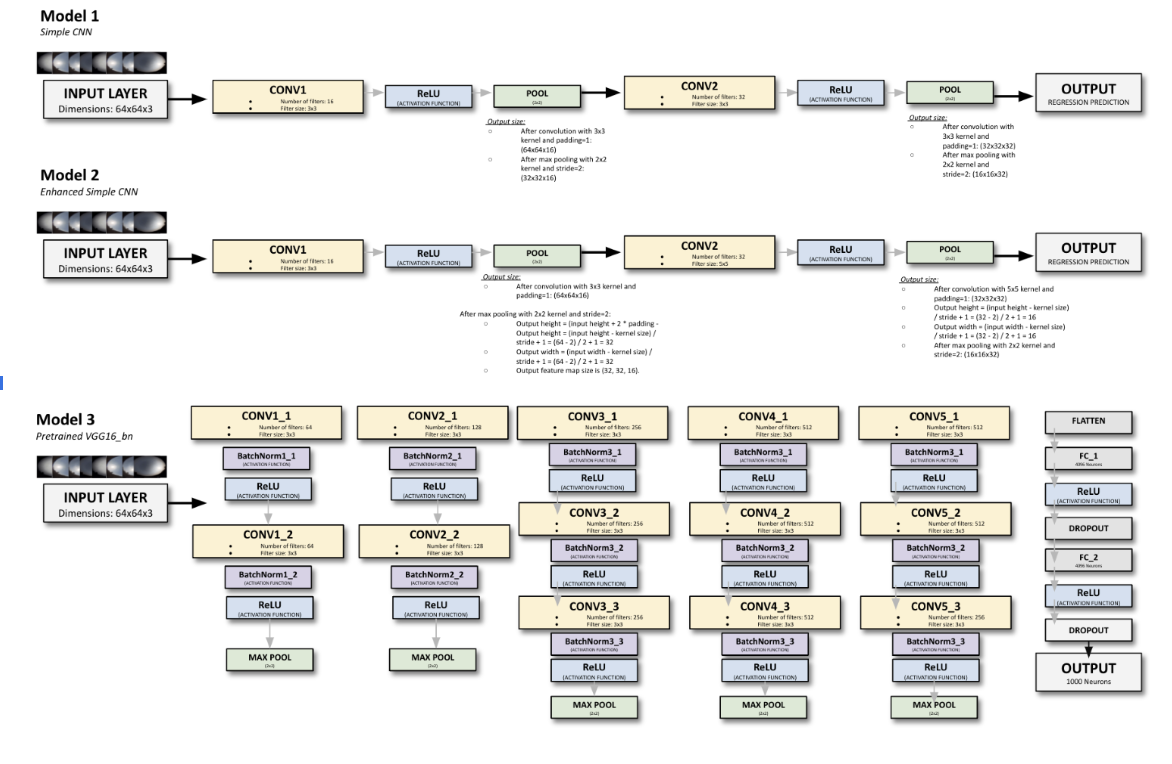 Model 1
Simple CNN
INPUT LAYER
Dimensions: 64x64x3
CONV1
• Number of filters: 16
• Filter size: 3x3
ReLU
(ACTIVATION FUNCTION)
POOL
(2x2)
Output size:
○ After convolution with 3x3
kernel and padding=1:
(64x64x16)
○ After max pooling with 2x2
kernel and stride=2:
(32x32x16)
CONV2
• Number of filters: 32
• Filter size: 3x3
ReLU
(ACTIVATION FUNCTION)
POOL
(2x2)
Output size:
○ After convolution with
3x3 kernel and
padding=1: (32x32x32)
○ After max pooling with
2x2 kernel and
stride=2: (16x16x32)
OUTPUT
REGRESSION PREDICTION
Model 2
Enhanced Simple CNN
INPUT LAYER
Dimensions: 64x64x3
CONV1
• Number of filters: 16
• Filter size: 3x3
ReLU
(ACTIVATION FUNCTION)
POOL
(2x2)
Output size:
○ After convolution with 3x3 kernel and
padding=1: (64x64x16)
After max pooling with 2x2 kernel and stride=2:
○ Output height = (input height + 2 * padding -
○ Output height = (input height - kernel size) /
stride + 1 = (64 - 2) / 2 + 1 = 32
○ Output width = (input width - kernel size) /
stride + 1 = (64 - 2) / 2 + 1 = 32
○ Output feature map size is (32, 32, 16).
CONV2
• Number of filters: 32
• Filter size: 5x5
ReLU
(ACTIVATION FUNCTION)
POOL
(2x2)
Output size:
○ After convolution with 5x5 kernel and
padding=1: (32x32x32)
○ Output height = (input height - kernel size)
/ stride + 1 = (32 - 2) / 2 + 1 = 16
○ Output width = (input width - kernel size)
/ stride + 1 = (32 - 2) / 2 + 1 = 16
○ After max pooling with 2x2 kernel and
stride=2: (16x16x32)
OUTPUT
REGRESSION PREDICTION
Model 3
Pretrained VGG16_bn
INPUT LAYER
Dimensions: 64x64x3
CONV1_1
• Number of filters: 64
• Filter size: 3x3
BatchNorm1_1
(ACTIVATION FUNCTION)
ReLU
(ACTIVATION FUNCTION)
CONV1_2
• Number of filters: 64
• Filter size: 3x3
BatchNorm1_2
(ACTIVATION FUNCTION)
ReLU
(ACTIVATION FUNCTION)
MAX POOL
(2x2)
CONV2_1
• Number of filters: 128
• Filter size: 3x3
BatchNorm2_1
(ACTIVATION FUNCTION)
ReLU
(ACTIVATION FUNCTION)
CONV2_2
• Number of filters: 128
• Filter size: 3x3
BatchNorm2_2
(ACTIVATION FUNCTION)
ReLU
(ACTIVATION FUNCTION)
MAX POOL
(2x2)
CONV3_1
• Number of filters: 256
• Filter size: 3x3
BatchNorm3_1
(ACTIVATION FUNCTION)
ReLU
(ACTIVATION FUNCTION)
CONV3_2
• Number of filters: 256
• Filter size: 3x3
BatchNorm3_2
(ACTIVATION FUNCTION)
ReLU
(ACTIVATION FUNCTION)
CONV3_3
• Number of filters: 256
• Filter size: 3x3
BatchNorm3_3
(ACTIVATION FUNCTION)
ReLU
(ACTIVATION FUNCTION)
MAX POOL
(2x2)
CONV4_1
• Number of filters: 512
• Filter size: 3x3
BatchNorm3_1
(ACTIVATION FUNCTION)
ReLU
(ACTIVATION FUNCTION)
CONV4_2
• Number of filters: 512
• Filter size: 3x3
BatchNorm3_2
(ACTIVATION FUNCTION)
ReLU
(ACTIVATION FUNCTION)
CONV4_3
• Number of filters: 512
• Filter size: 3x3
BatchNorm3_3
(ACTIVATION FUNCTION)
ReLU
(ACTIVATION FUNCTION)
MAX POOL
(2x2)
CONV5_1
• Number of filters: 512
• Filter size: 3x3
BatchNorm3_1
(ACTIVATION FUNCTION)
ReLU
(ACTIVATION FUNCTION)
CONV5_2
• Number of filters: 512
• Filter size: 3x3
BatchNorm3_2
(ACTIVATION FUNCTION)
ReLU
(ACTIVATION FUNCTION)
CONV5_3
• Number of filters: 256
• Filter size: 3x3
BatchNorm3_3
(ACTIVATION FUNCTION)
ReLU
(ACTIVATION FUNCTION)
MAX POOL
(2x2)
FLATTEN
FC_1
4096 Neurons
ReLU
(ACTIVATION FUNCTION)
DROPOUT
FC_2
4096 Neurons
ReLU
(ACTIVATION FUNCTION)
DROPOUT
OUTPUT
1000 Neurons